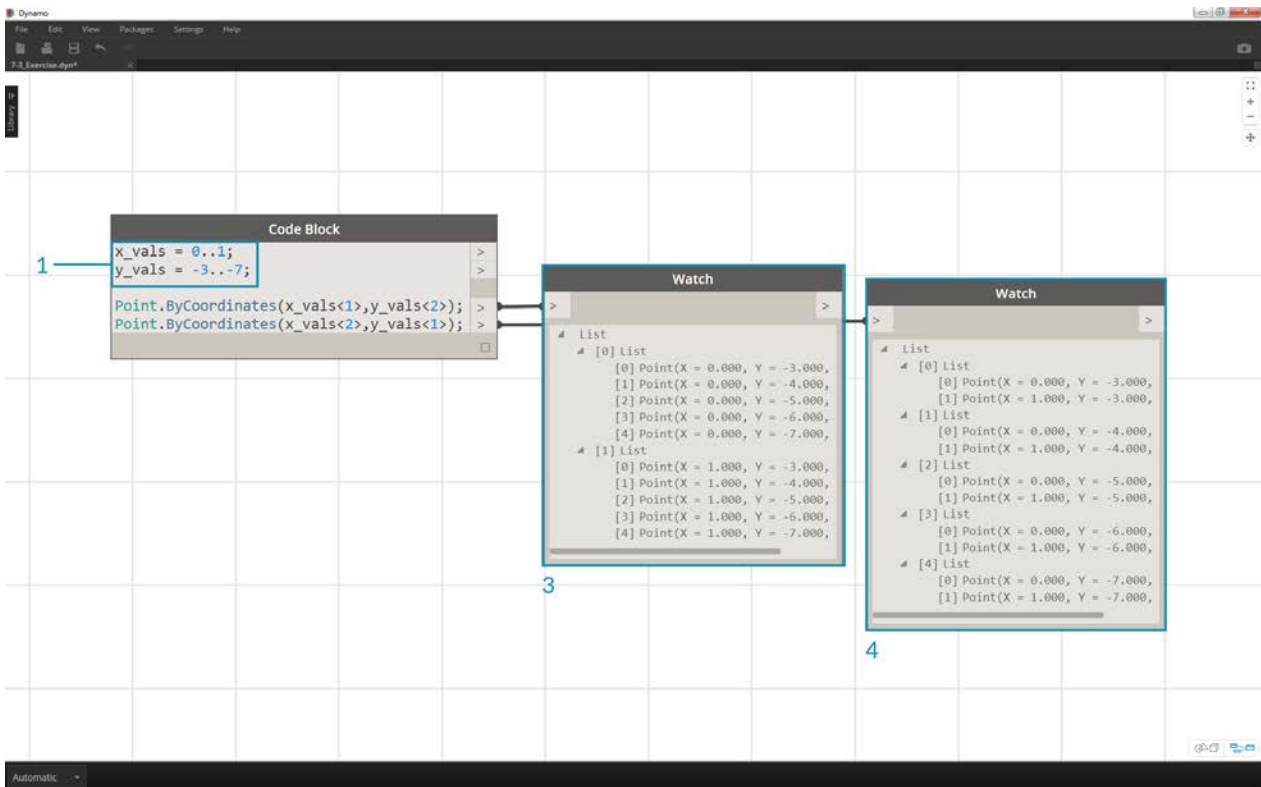 Dynamo
File Edit View Packages Settings Help
7-3_Exercise.dyn*
Library
Code Block
1
x_vals = 0..1;
y_vals = -3..-7;
Point.ByCoordinates(x_vals<1>,y_vals<2>);
Point.ByCoordinates(x_vals<2>,y_vals<1>);
Watch
List
[0] List
[0] Point(X = 0.000, Y = -3.000,
[1] Point(X = 0.000, Y = -4.000,
[2] Point(X = 0.000, Y = -5.000,
[3] Point(X = 0.000, Y = -6.000,
[4] Point(X = 0.000, Y = -7.000,
[1] List
[0] Point(X = 1.000, Y = -3.000,
[1] Point(X = 1.000, Y = -4.000,
[2] Point(X = 1.000, Y = -5.000,
[3] Point(X = 1.000, Y = -6.000,
[4] Point(X = 1.000, Y = -7.000,
3
Watch
List
[0] List
[0] Point(X = 0.000, Y = -3.000,
[1] Point(X = 1.000, Y = -3.000,
[1] List
[0] Point(X = 0.000, Y = -4.000,
[1] Point(X = 1.000, Y = -4.000,
[2] List
[0] Point(X = 0.000, Y = -5.000,
[1] Point(X = 1.000, Y = -5.000,
[3] List
[0] Point(X = 0.000, Y = -6.000,
[1] Point(X = 1.000, Y = -6.000,
[4] List
[0] Point(X = 0.000, Y = -7.000,
[1] Point(X = 1.000, Y = -7.000,
4
Automatic